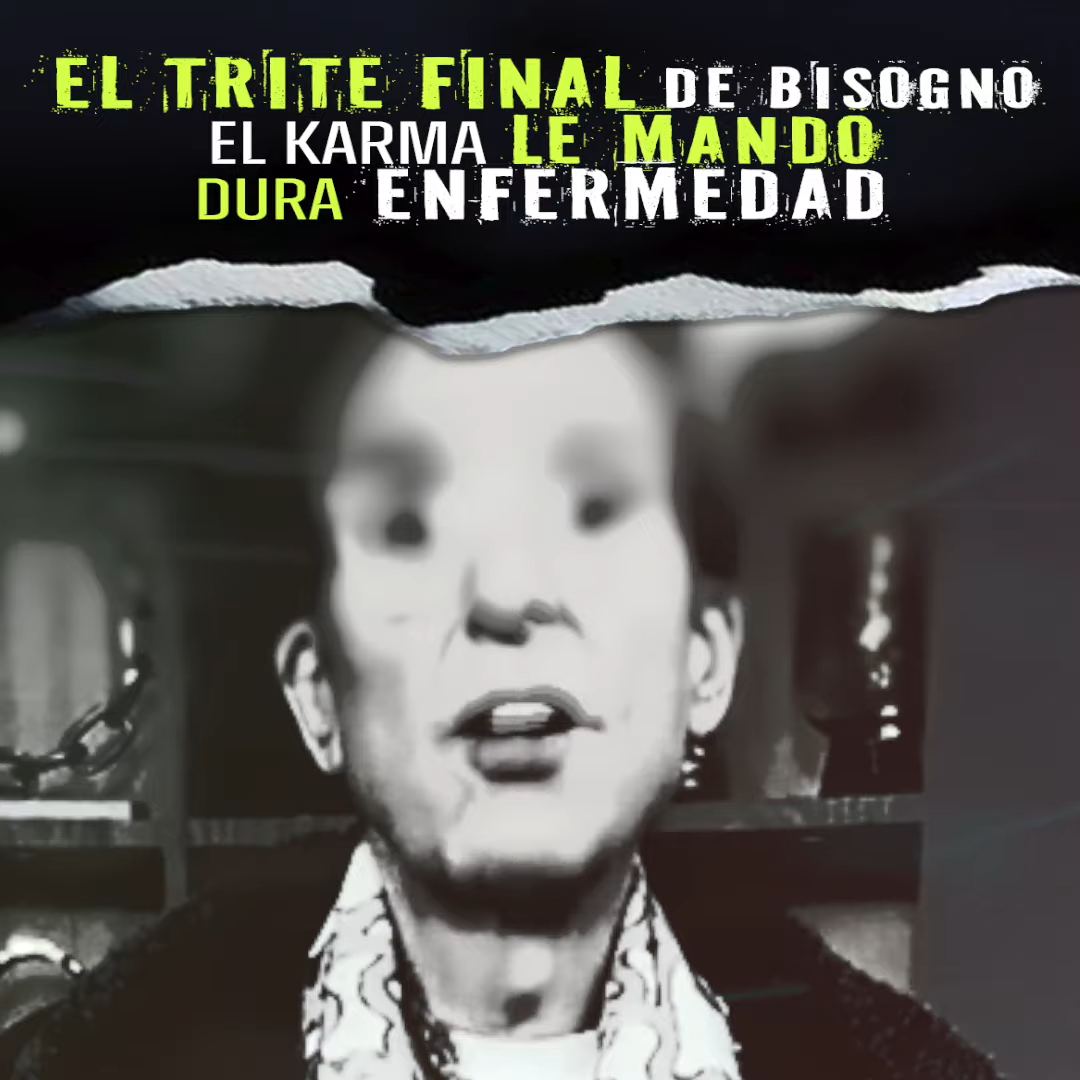 EL TRITE FINAL DE BISOGNO
EL KARMA LE MANDO
DURA ENFERMEDAD